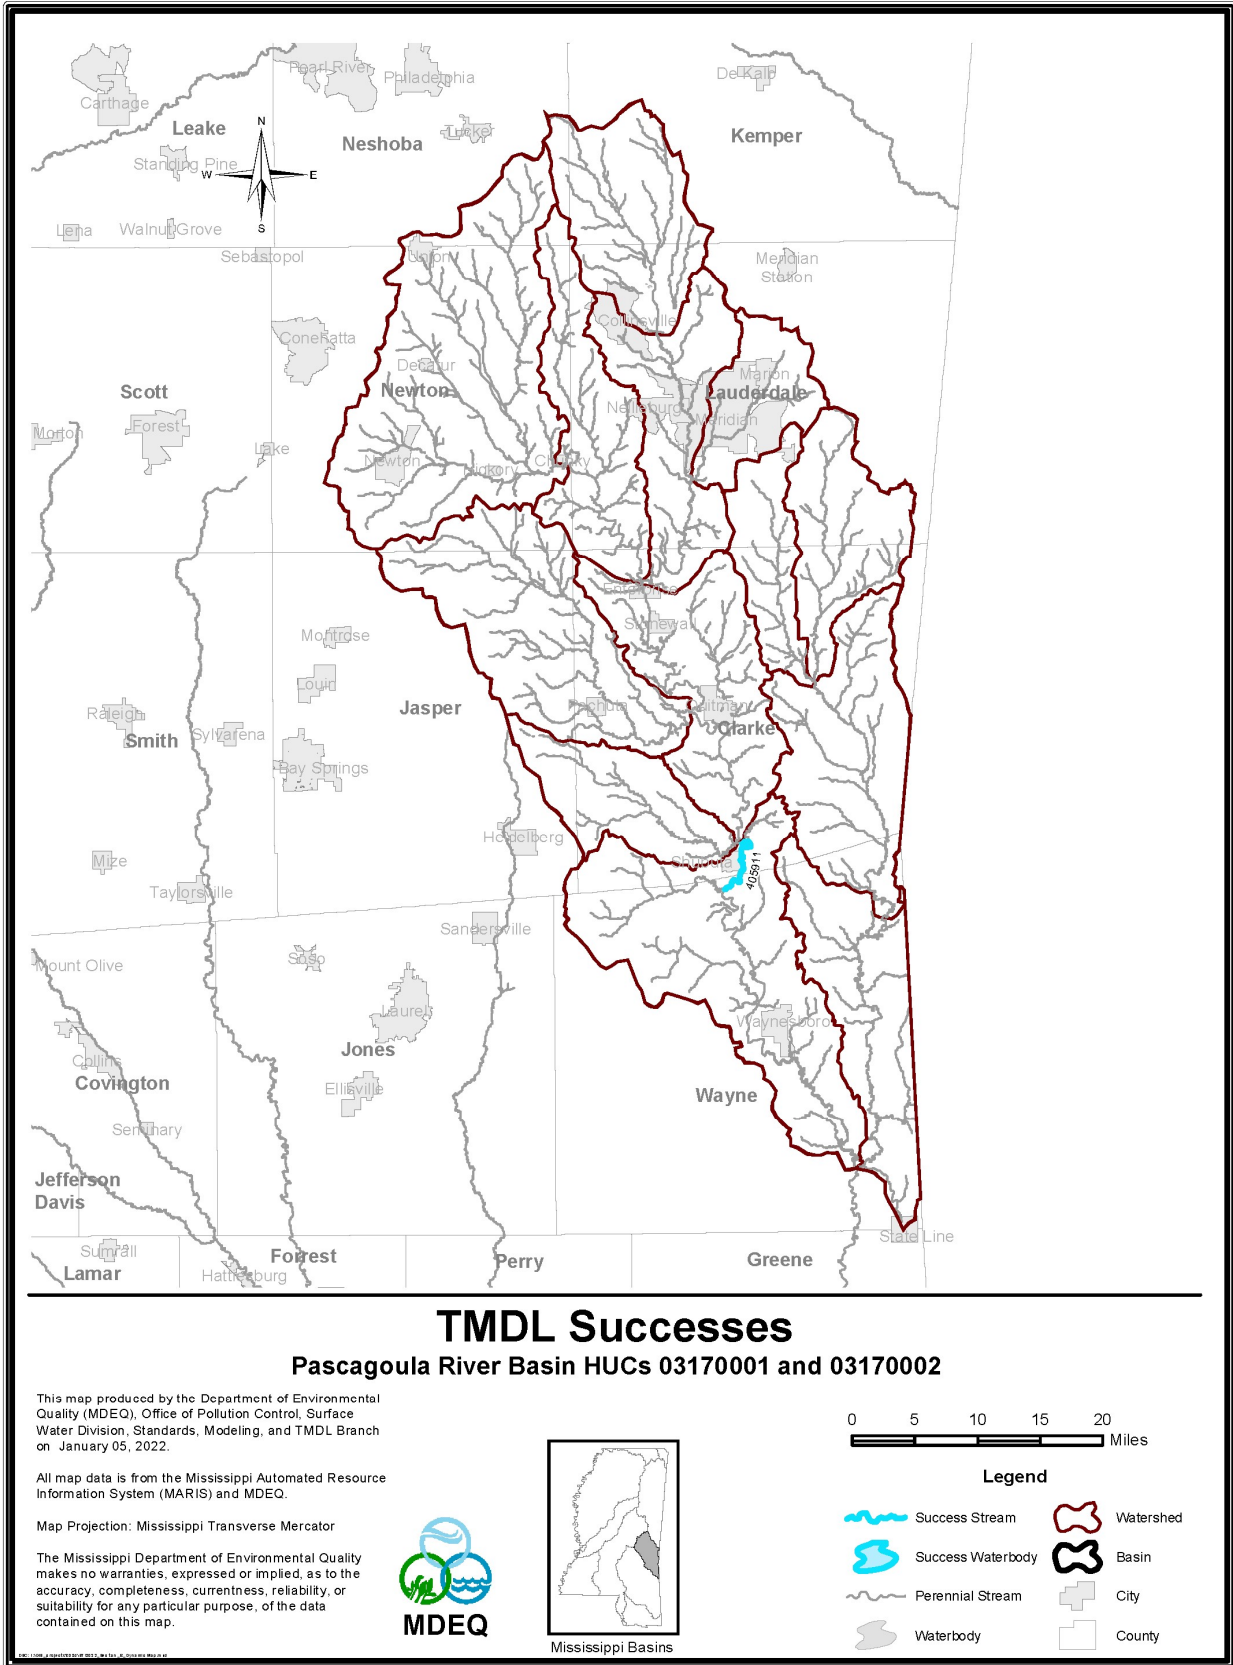 Pearl River
Philadelphia
De Kalb
Carthage
Leake
N
Tucker
Kemper
Neshoba
Standing Pine
W
E
S
Lena
Walnut Grove
Sebastopol
Union
Meridian
Station
Collinsville
Conehatta
Decatur
Marion
Scott
Newton
Lauderdale
Nellieburg
Meridian
Morton
Forest
Lake
Newton
Hickory
Chunky
Enterprise
Stonewall
Montrose
Louin
Jasper
Pachuta
Quitman
Raleigh
Smith
Sylvarena
Clarke
Bay Springs
Heidelberg
Mize
Shubuta
405911
Taylorsville
Sandersville
Mount Olive
Soso
Laurel
Waynesboro
Jones
Collins
Covington
Ellisville
Wayne
Seminary
Jefferson
Davis
State Line
Sumrall
Forrest
Perry
Greene
Lamar
Hattiesburg
TMDL Successes
Pascagoula River Basin HUCs 03170001 and 03170002
This map produced by the Department of Environmental
Quality (MDEQ), Office of Pollution Control, Surface
Water Division, Standards, Modeling, and TMDL Branch
on January 05, 2022.
All map data is from the Mississippi Automated Resource
Information System (MARIS) and MDEQ.
Map Projection: Mississippi Transverse Mercator
The Mississippi Department of Environmental Quality
makes no warranties, expressed or implied, as to the
accuracy, completeness, currentness, reliability, or
suitability for any particular purpose, of the data
contained on this map.
MDEQ
Mississippi Basins
0 5 10 15 20
Miles
Legend
Success Stream
Watershed
Success Waterbody
Basin
Perennial Stream
City
Waterbody
County